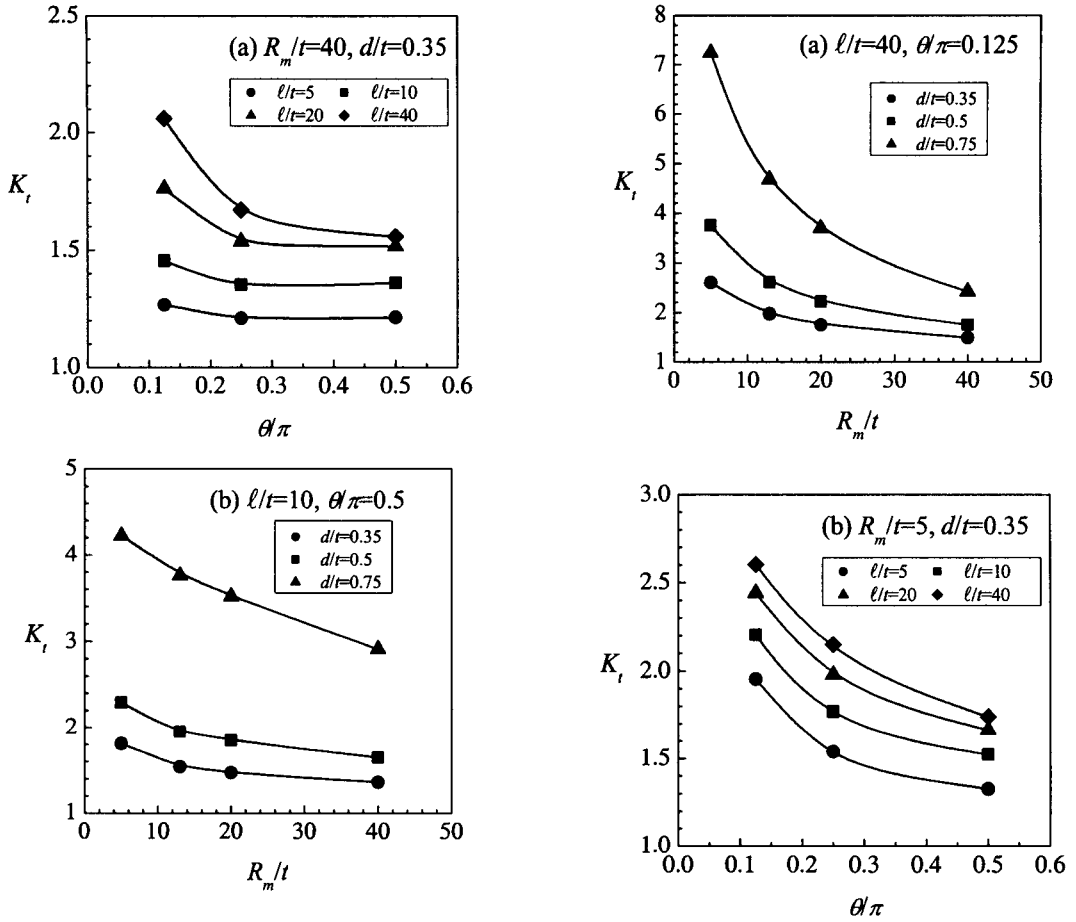 (a) R_m/t=40, d/t=0.35
ℓ/t=5 ℓ/t=10
ℓ/t=20 ℓ/t=40
K_t
2.5
2.0
1.5
1.0
0.0 0.1 0.2 0.3 0.4 0.5 0.6
θ/π
(a) ℓ/t=40, θ/π=0.125
d/t=0.35
d/t=0.5
d/t=0.75
K_t
8
7
6
5
4
3
2
1
0 10 20 30 40 50
R_m/t
(b) ℓ/t=10, θ/π=0.5
d/t=0.35
d/t=0.5
d/t=0.75
K_t
5
4
3
2
1
0 10 20 30 40 50
R_m/t
(b) R_m/t=5, d/t=0.35
ℓ/t=5 ℓ/t=10
ℓ/t=20 ℓ/t=40
K_t
3.0
2.5
2.0
1.5
1.0
0.0 0.1 0.2 0.3 0.4 0.5 0.6
θ/π